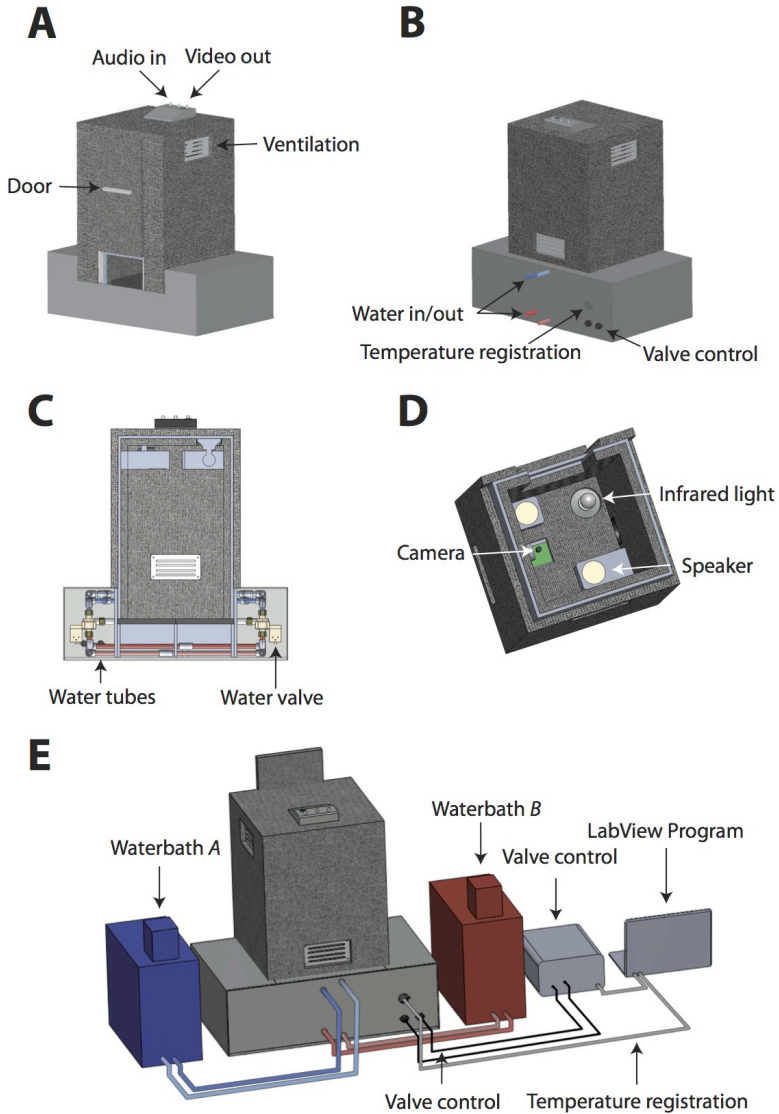 A
Audio in
Video out
Ventilation
Door
B
Water in/out
Temperature registration
Valve control
C
Water tubes
Water valve
D
Infrared light
Camera
Speaker
E
Waterbath A
Waterbath B
Valve control
LabView Program
Valve control
Temperature registration